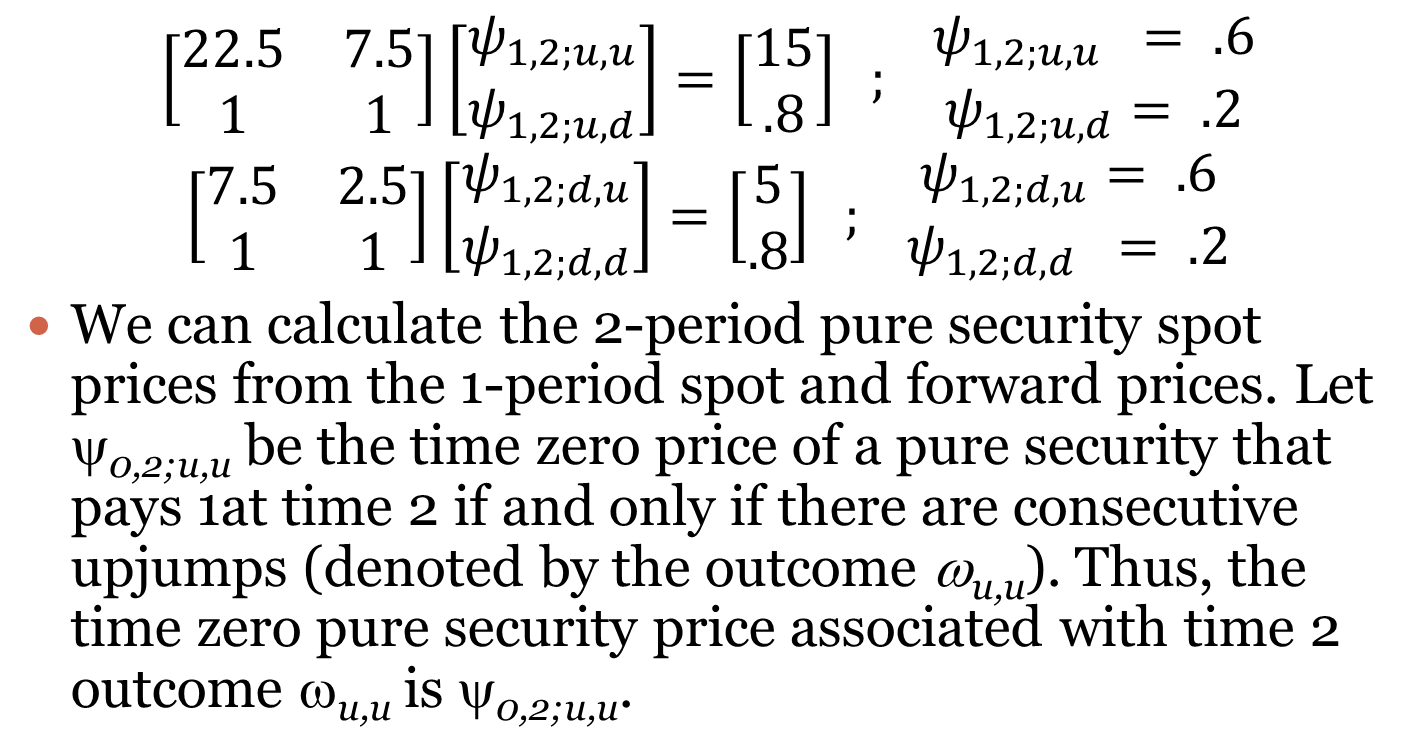 [22.5 7.5; 1 1] [ψ1,2;u,u; ψ1,2;u,d] = [15; .8] ; ψ1,2;u,u = .6
ψ1,2;u,d = .2
[7.5 2.5; 1 1] [ψ1,2;d,u; ψ1,2;d,d] = [5; .8] ; ψ1,2;d,u = .6
ψ1,2;d,d = .2
• We can calculate the 2-period pure security spot
prices from the 1-period spot and forward prices. Let
ψ0,2;u,u be the time zero price of a pure security that
pays 1at time 2 if and only if there are consecutive
upjumps (denoted by the outcome ωu,u). Thus, the
time zero pure security price associated with time 2
outcome ωu,u is ψ0,2;u,u.